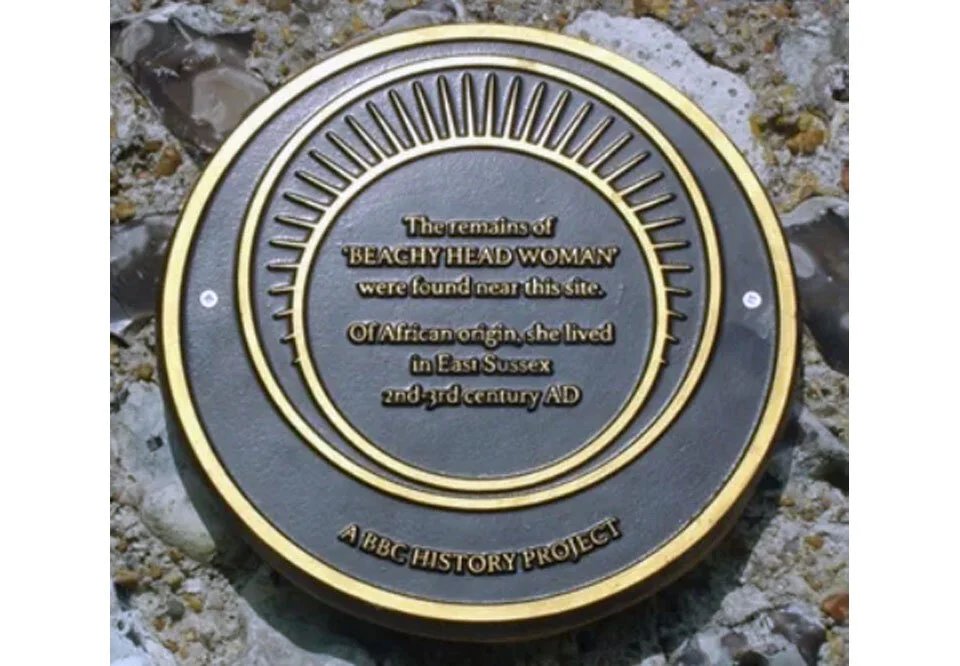 The remains of
'BEACHY HEAD WOMAN'
were found near this site.
Of African origin, she lived
in East Sussex
2nd-3rd century AD
A BBC HISTORY PROJECT